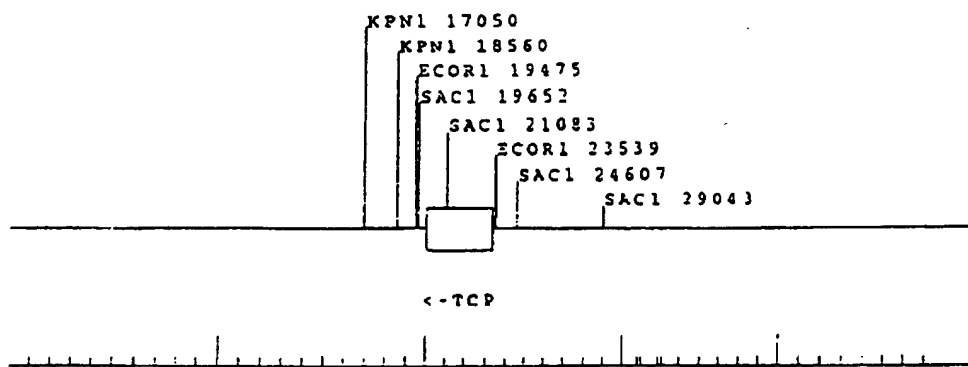 KPN1 17050
KPN1 18560
ECOR1 19475
SAC1 19652
SAC1 21083
ECOR1 23539
SAC1 24607
SAC1 29043
<-TCP